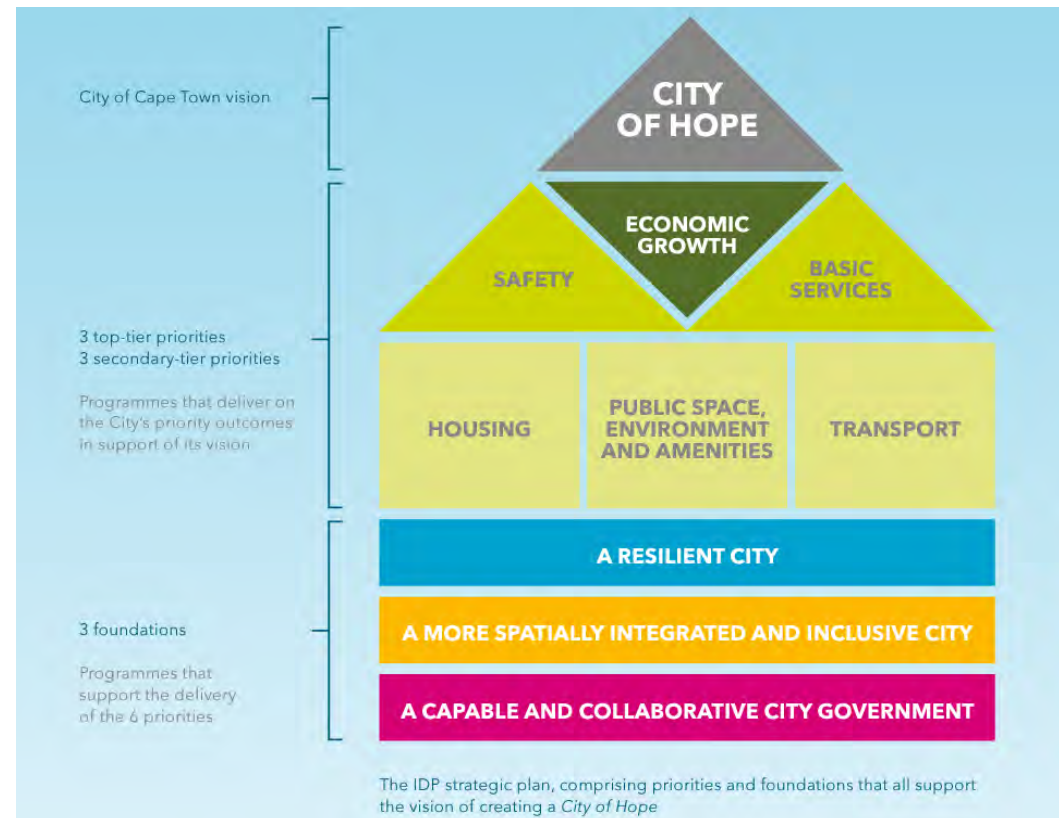 City of Cape Town vision
CITY
OF HOPE
ECONOMIC
GROWTH
SAFETY
BASIC
SERVICES
3 top-tier priorities
3 secondary-tier priorities
Programmes that deliver on
the City's priority outcomes
in support of its vision
HOUSING
PUBLIC SPACE,
ENVIRONMENT
AND AMENITIES
TRANSPORT
A RESILIENT CITY
3 foundations
A MORE SPATIALLY INTEGRATED AND INCLUSIVE CITY
Programmes that
support the delivery
of the 6 priorities
A CAPABLE AND COLLABORATIVE CITY GOVERNMENT
The IDP strategic plan, comprising priorities and foundations that all support
the vision of creating a City of Hope